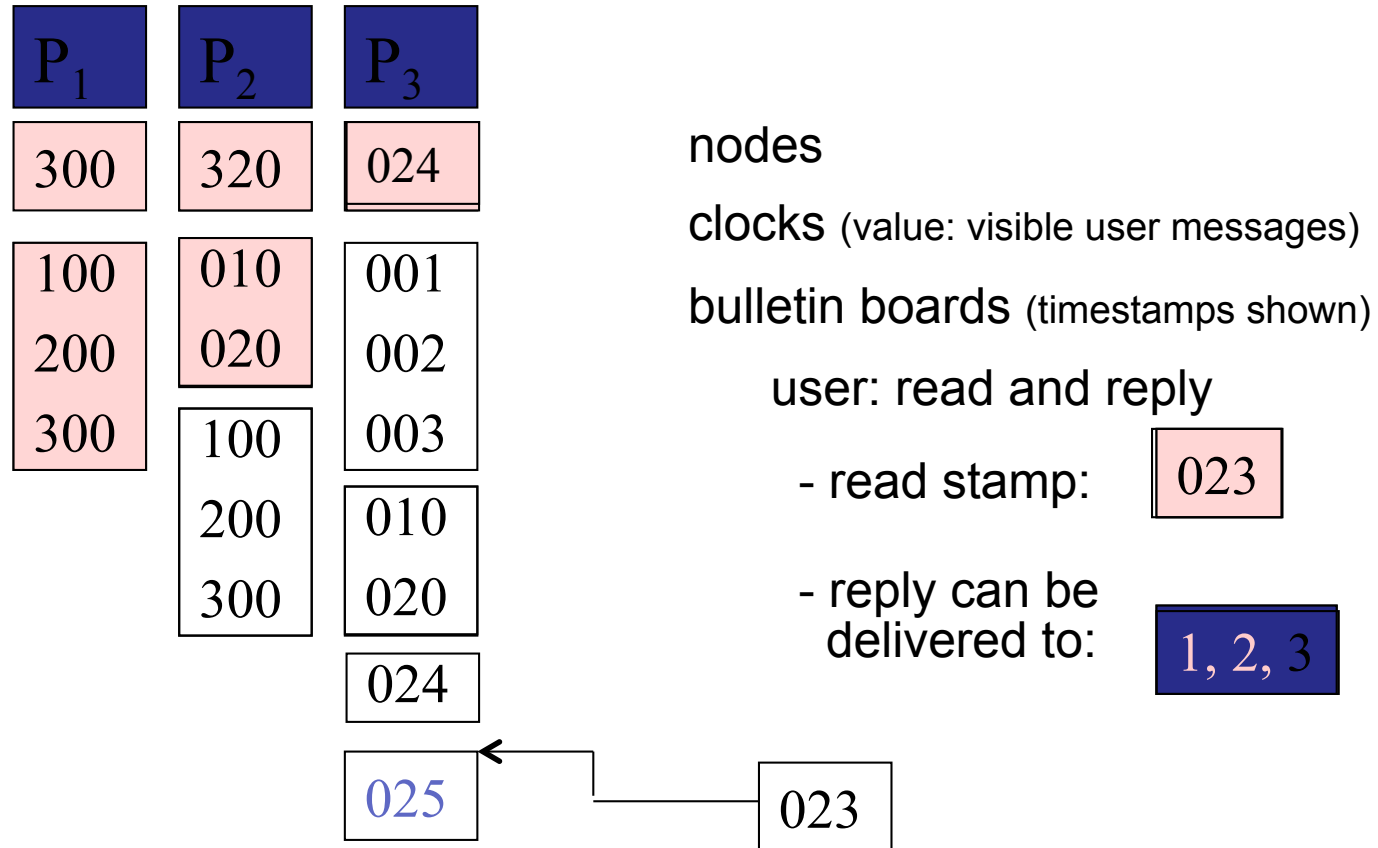 P₁ P₂ P₃
300 320 024
100
200
300
010
020
100
200
300
001
002
003
010
020
024
025
nodes
clocks (value: visible user messages)
bulletin boards (timestamps shown)
user: read and reply
- read stamp: 023
- reply can be
delivered to: 1, 2, 3
023